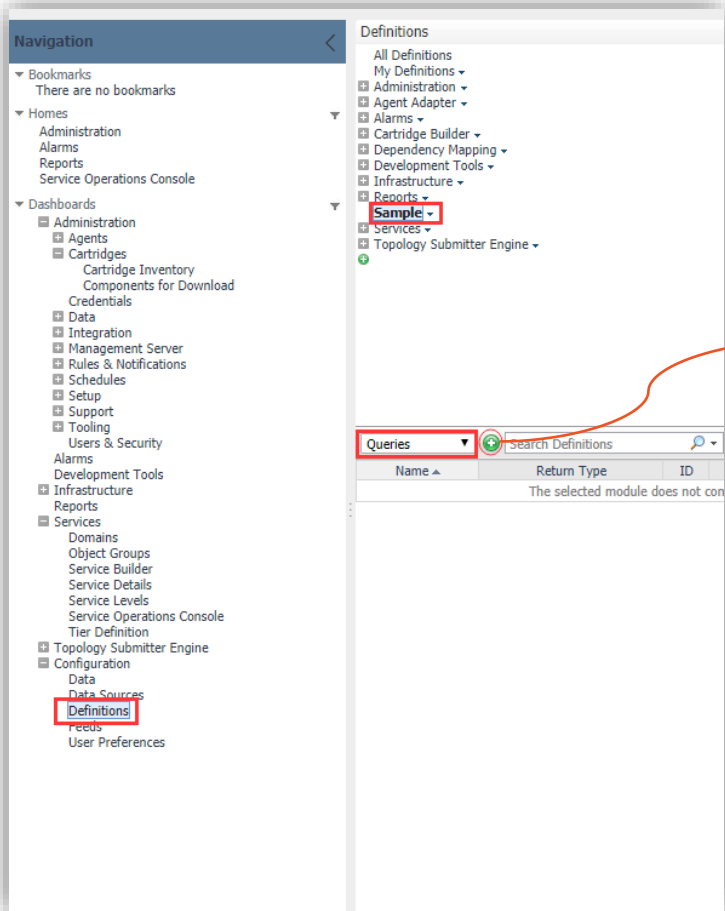 Navigation
Bookmarks
There are no bookmarks
Homes
Administration
Alarms
Reports
Service Operations Console
Dashboards
Administration
Agents
Cartridges
Cartridge Inventory
Components for Download
Credentials
Data
Integration
Management Server
Rules & Notifications
Schedules
Setup
Support
Tooling
Users & Security
Alarms
Development Tools
Infrastructure
Reports
Services
Domains
Object Groups
Service Builder
Service Details
Service Levels
Service Operations Console
Tier Definition
Topology Submitter Engine
Configuration
Data
Data Sources
Definitions
Feeds
User Preferences
Definitions
All Definitions
My Definitions
Administration
Agent Adapter
Alarms
Cartridge Builder
Dependency Mapping
Development Tools
Infrastructure
Reports
Sample
Services
Topology Submitter Engine
Queries Search Definitions
Name Return Type ID
The selected module does not con